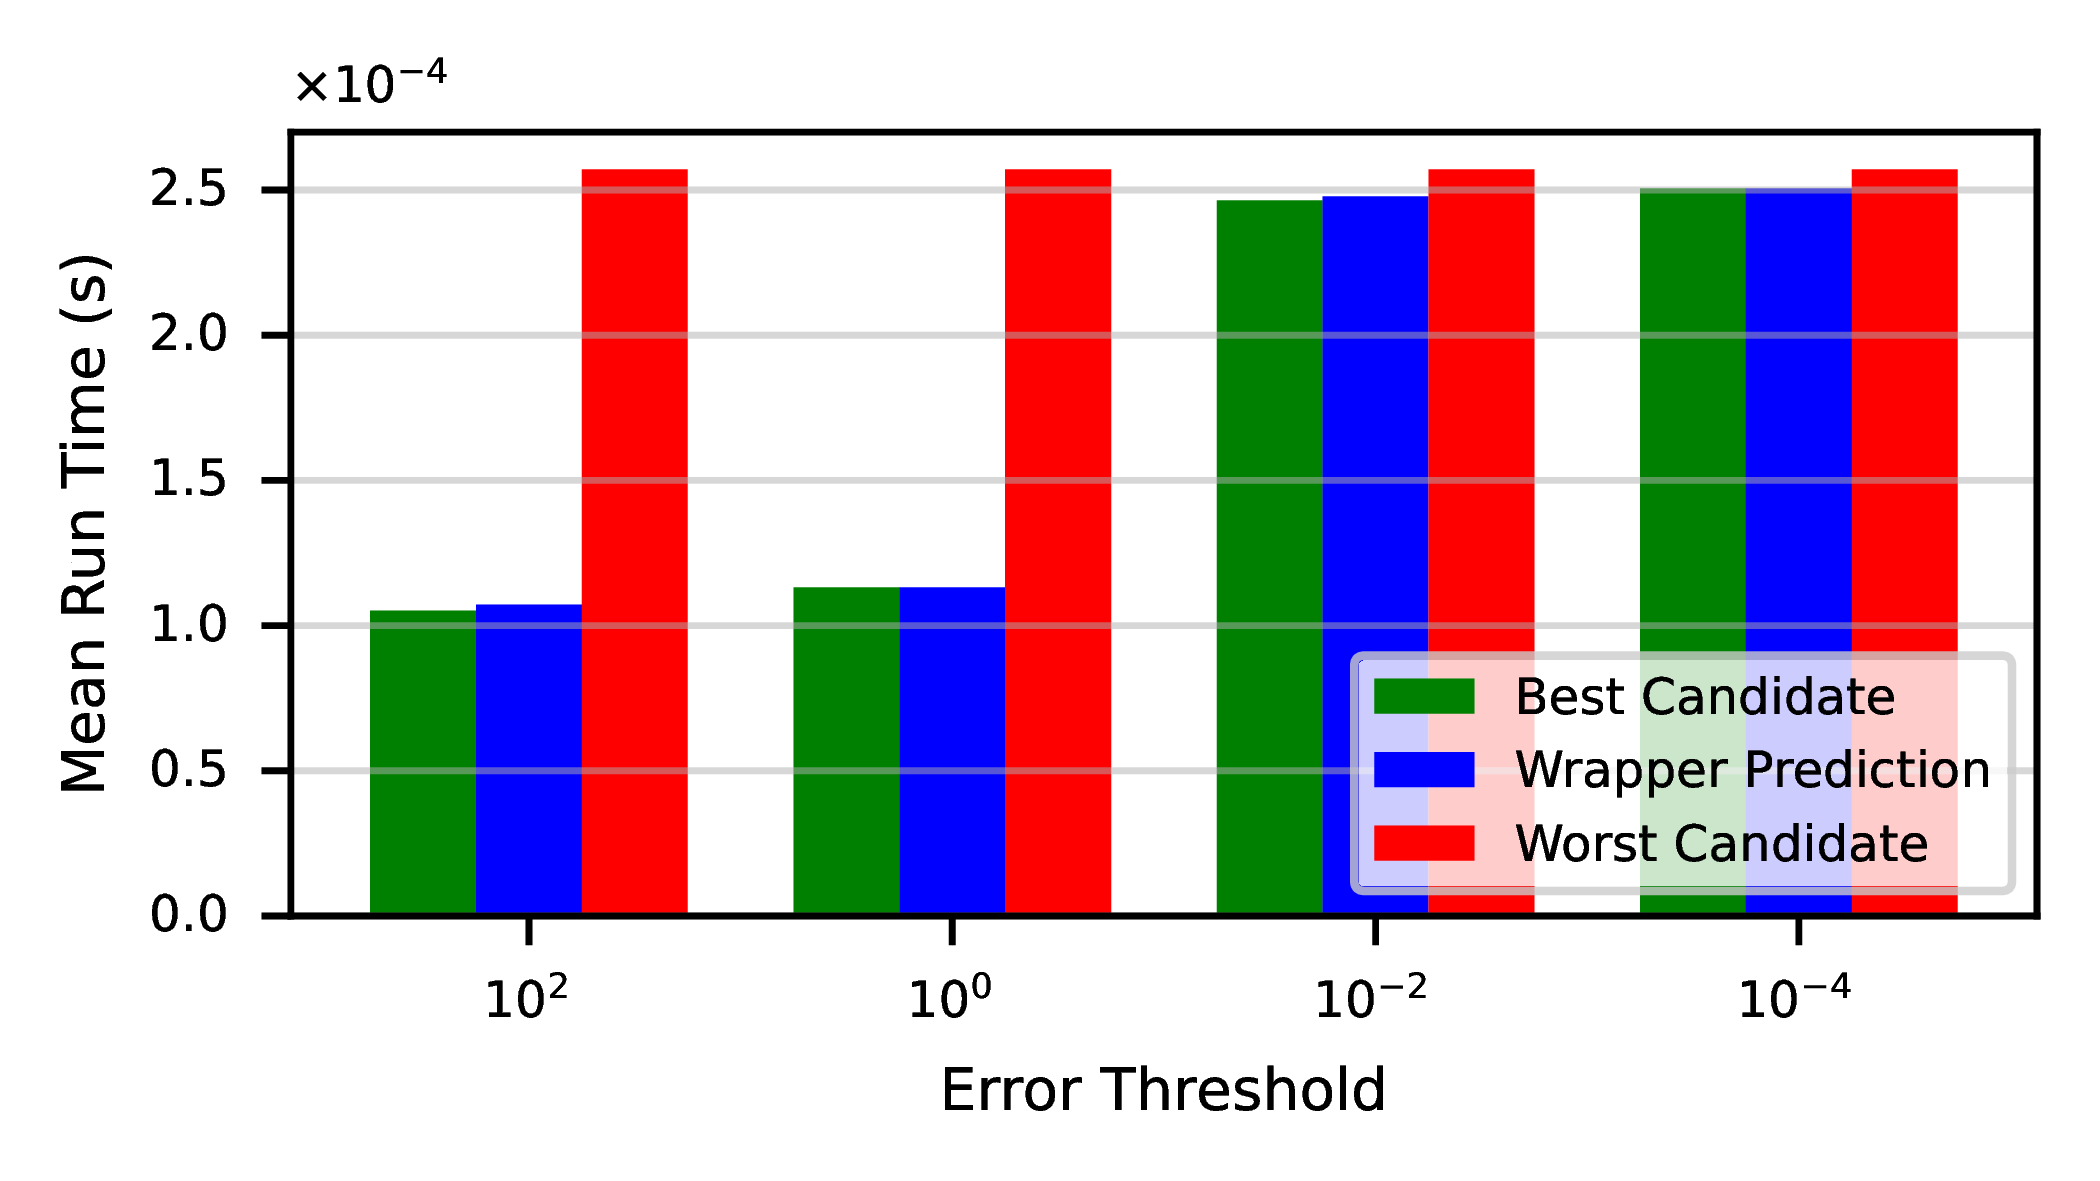 ×10⁻⁴
Mean Run Time (s)
2.5
2.0
1.5
1.0
0.5
0.0
Best Candidate
Wrapper Prediction
Worst Candidate
10² 10⁰ 10⁻² 10⁻⁴
Error Threshold